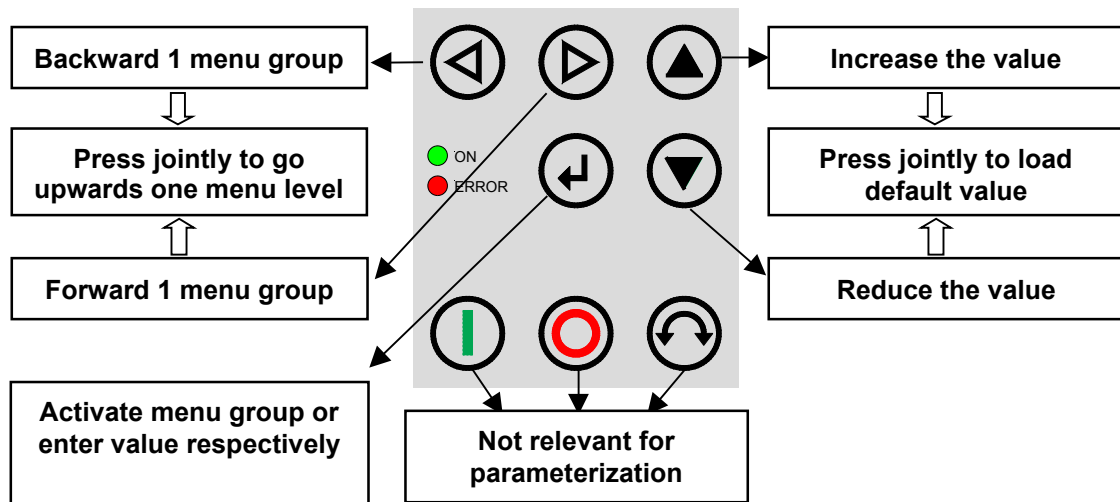 Backward 1 menu group
Increase the value
Press jointly to go
upwards one menu level
ON
ERROR
Press jointly to load
default value
Forward 1 menu group
Reduce the value
Activate menu group or
enter value respectively
Not relevant for
parameterization